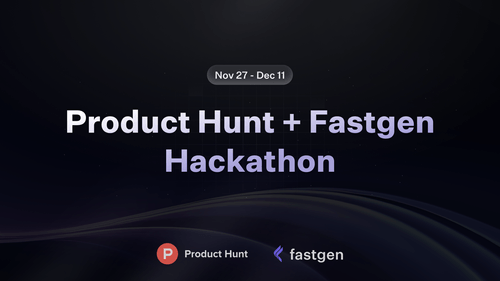 Nov 27 - Dec 11
Product Hunt + Fastgen
Hackathon
P Product Hunt
fastgen